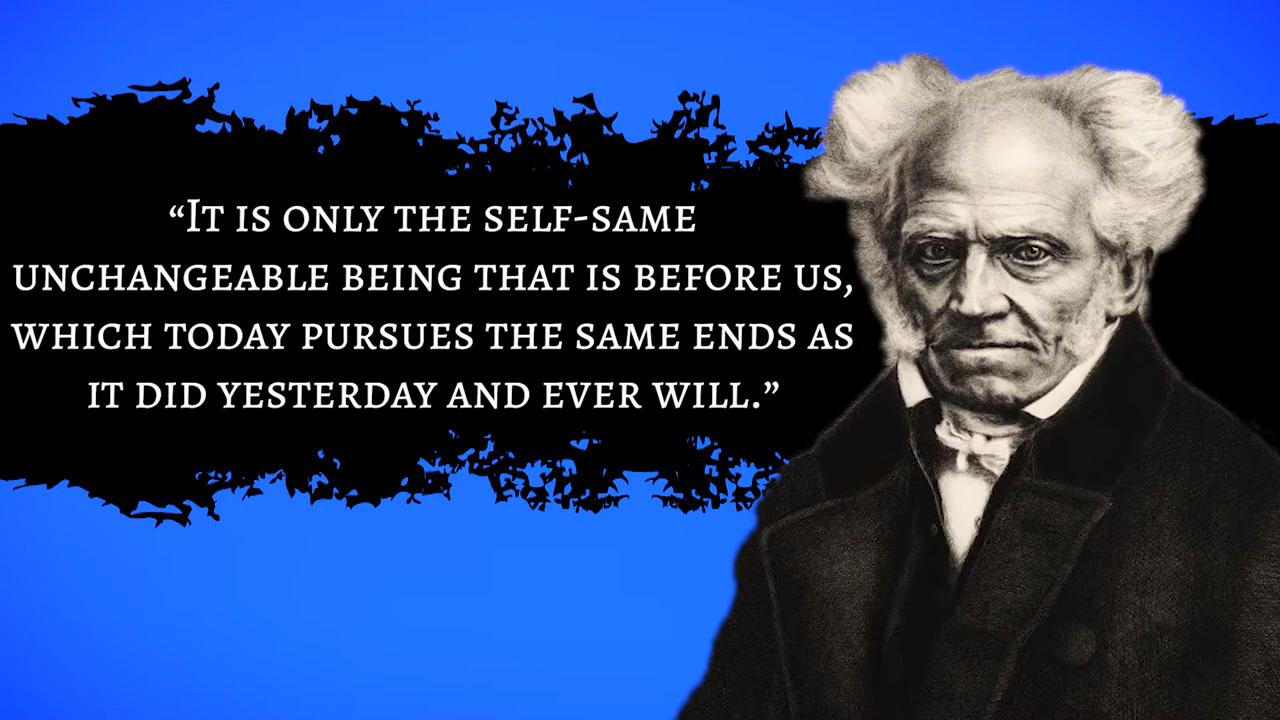 “It is only the self-same
unchangeable being that is before us,
which today pursues the same ends as
it did yesterday and ever will.”